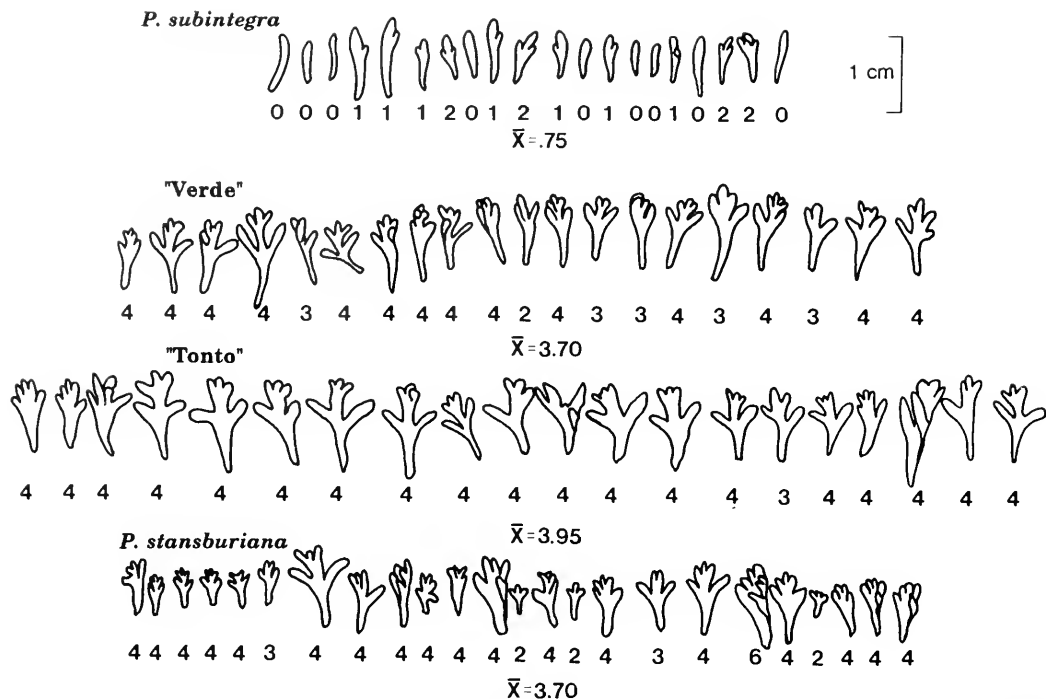 P. subintegra
1 cm
0 0 0 1 1 1 2 0 1 2 1 0 1 0 0 1 0 2 2 0
X̄=.75
"Verde"
4 4 4 4 3 4 4 4 4 4 2 4 3 3 4 3 4 3 4 4
X̄=3.70
"Tonto"
4 4 4 4 4 4 4 4 4 4 4 4 4 4 3 4 4 4 4 4
X̄=3.95
P. stansburiana
4 4 4 4 4 3 4 4 4 4 4 4 2 4 2 4 3 4 6 4 2 4 4 4
X̄=3.70